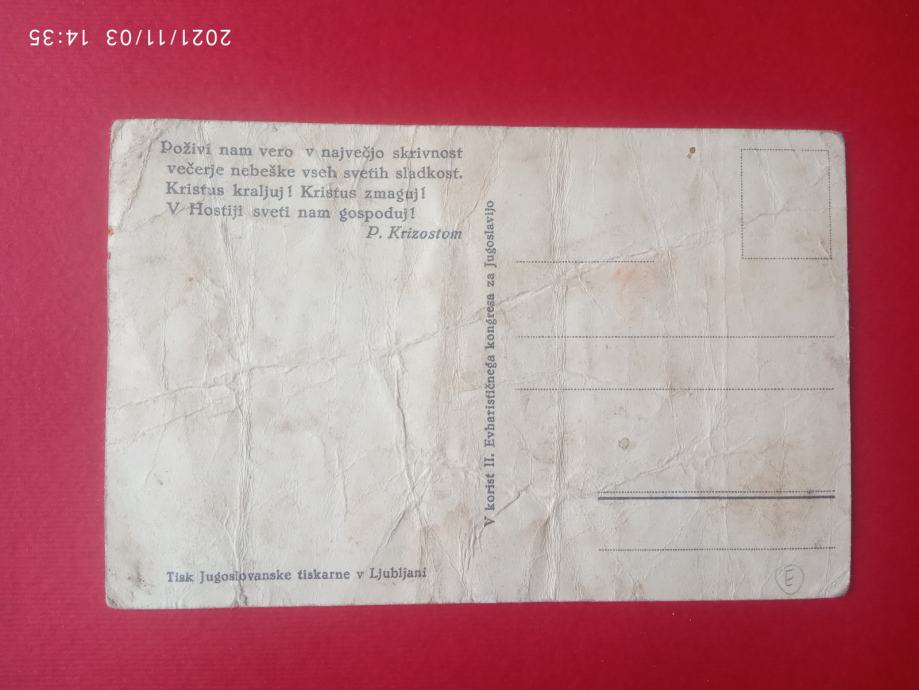 2021/11/03 14:35
Poživi nam vero v največjo skrivnost
večerje nebeške vseh svetih sladkost.
Kristus kraljuj! Kristus zmaguj!
V Hostiji sveti nam gospoduj!
P. Krizostom
V korist II. Evharističnega kongresa za Jugoslavijo
Tisk Jugoslovanske tiskarne v Ljubljani
E